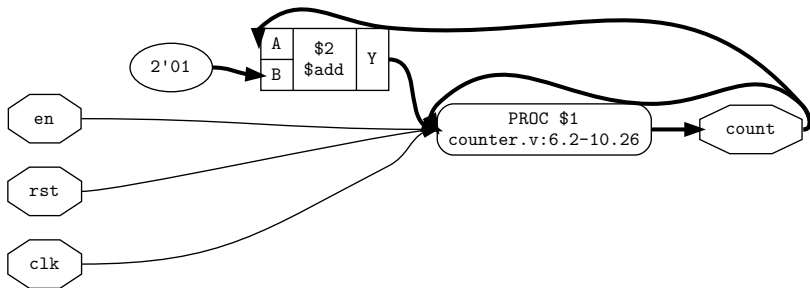 2'01
A
B
$2
$add
Y
en
rst
clk
PROC $1
counter.v:6.2-10.26
count